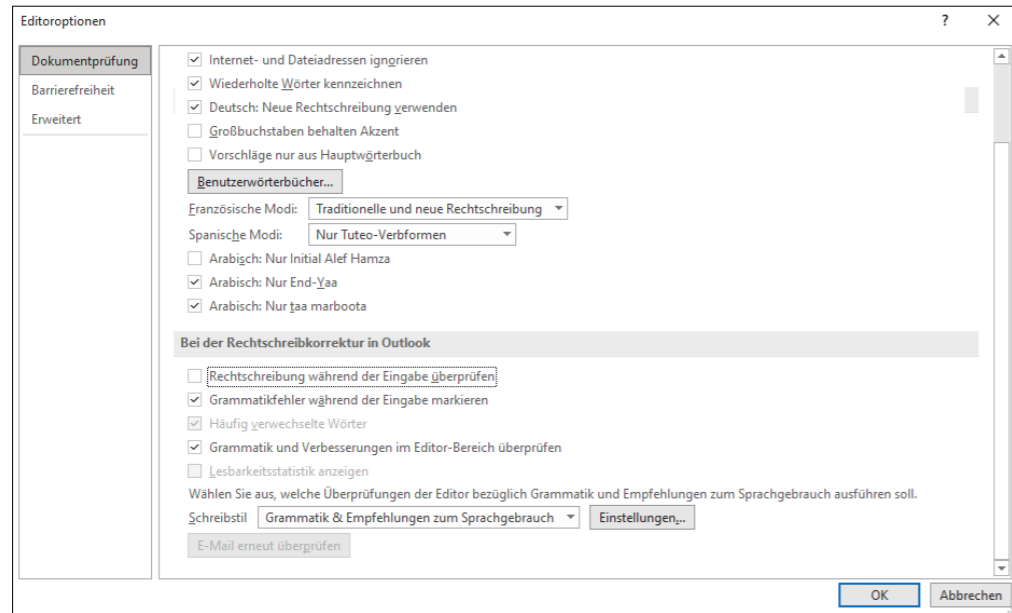 Editoroptionen ? ×
Dokumentprüfung
Barrierefreiheit
Erweitert
Internet- und Dateiadressen ignorieren
Wiederholte Wörter kennzeichnen
Deutsch: Neue Rechtschreibung verwenden
Großbuchstaben behalten Akzent
Vorschläge nur aus Hauptwörterbuch
Benutzerwörterbücher...
Französische Modi: Traditionelle und neue Rechtschreibung
Spanische Modi: Nur Tuteo-Verbformen
Arabisch: Nur Initial Alef Hamza
Arabisch: Nur End-Yaa
Arabisch: Nur taa marboota
Bei der Rechtschreibkorrektur in Outlook
Rechtschreibung während der Eingabe überprüfen
Grammatikfehler während der Eingabe markieren
Häufig verwechselte Wörter
Grammatik und Verbesserungen im Editor-Bereich überprüfen
Lesbarkeitsstatistik anzeigen
Wählen Sie aus, welche Überprüfungen der Editor bezüglich Grammatik und Empfehlungen zum Sprachgebrauch ausführen soll.
Schreibstil Grammatik & Empfehlungen zum Sprachgebrauch Einstellungen...
E-Mail erneut überprüfen
OK Abbrechen